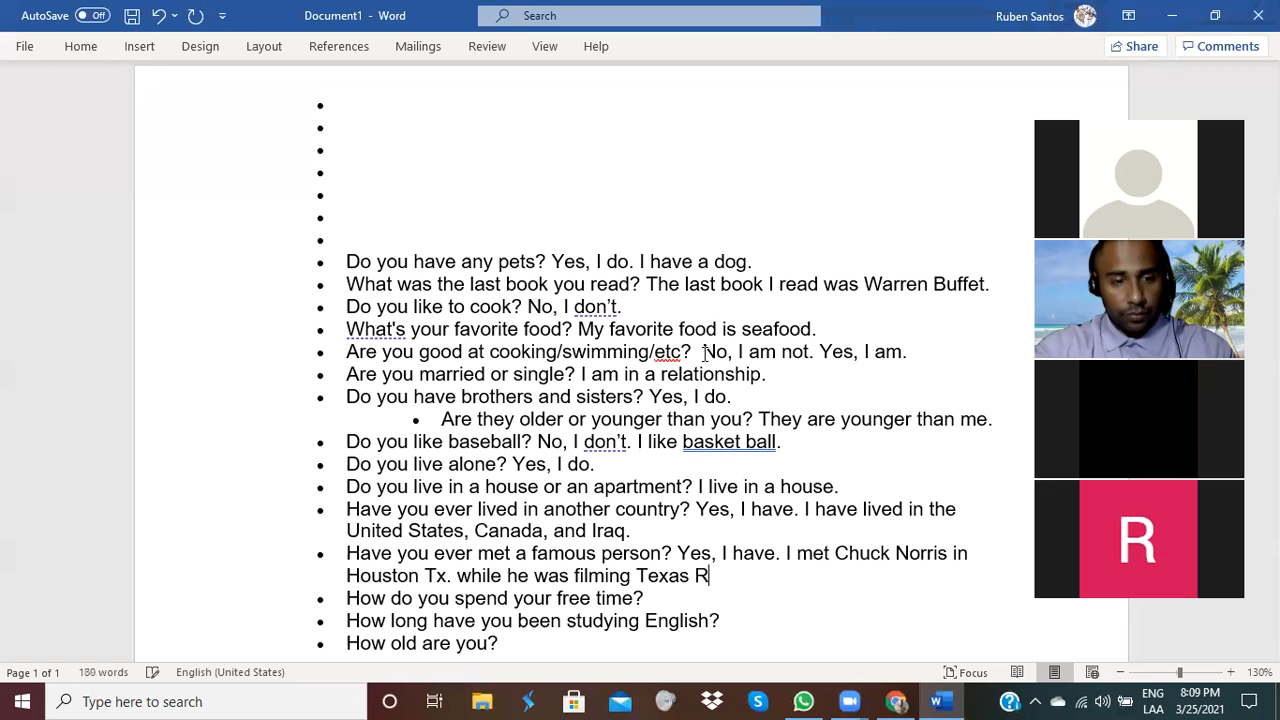 AutoSave Off Document1 - Word Search Ruben Santos
File Home Insert Design Layout References Mailings Review View Help Share Comments
• Do you have any pets? Yes, I do. I have a dog.
• What was the last book you read? The last book I read was Warren Buffet.
• Do you like to cook? No, I don't.
• What's your favorite food? My favorite food is seafood.
• Are you good at cooking/swimming/etc? No, I am not. Yes, I am.
• Are you married or single? I am in a relationship.
• Do you have brothers and sisters? Yes, I do.
• Are they older or younger than you? They are younger than me.
• Do you like baseball? No, I don't. I like basket ball.
• Do you live alone? Yes, I do.
• Do you live in a house or an apartment? I live in a house.
• Have you ever lived in another country? Yes, I have. I have lived in the
United States, Canada, and Iraq.
• Have you ever met a famous person? Yes, I have. I met Chuck Norris in
Houston Tx. while he was filming Texas R
• How do you spend your free time?
• How long have you been studying English?
• How old are you?
R
Page 1 of 1 180 words English (United States) Focus 130%
Type here to search ENG 8:09 PM
LAA 3/25/2021